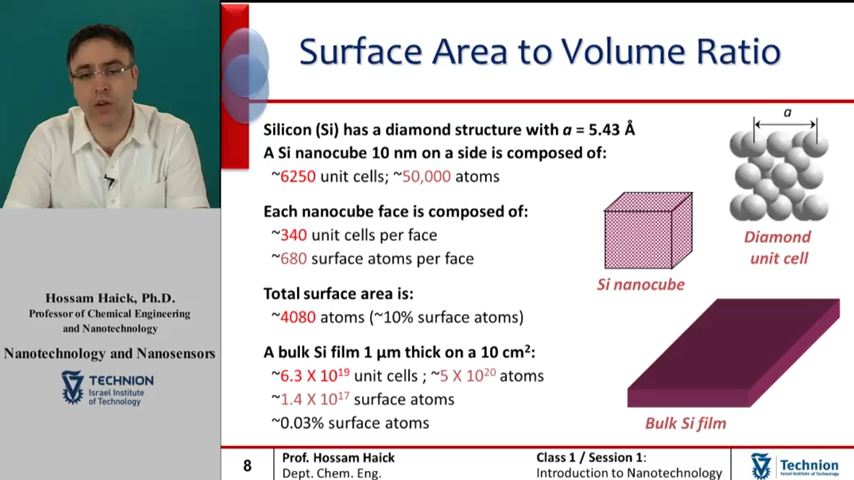 Surface Area to Volume Ratio
Silicon (Si) has a diamond structure with a = 5.43 Å
A Si nanocube 10 nm on a side is composed of:
~6250 unit cells; ~50,000 atoms
Each nanocube face is composed of:
~340 unit cells per face
~680 surface atoms per face
Total surface area is:
~4080 atoms (~10% surface atoms)
A bulk Si film 1 µm thick on a 10 cm²:
~6.3 X 10¹⁹ unit cells ; ~5 X 10²⁰ atoms
~1.4 X 10¹⁷ surface atoms
~0.03% surface atoms
a
Diamond
unit cell
Si nanocube
Bulk Si film
Hossam Haick, Ph.D.
Professor of Chemical Engineering
and Nanotechnology
Nanotechnology and Nanosensors
TECHNION
Israel Institute
of Technology
8
Prof. Hossam Haick
Dept. Chem. Eng.
Class 1 / Session 1:
Introduction to Nanotechnology
Technion
Israel Institute of Technology